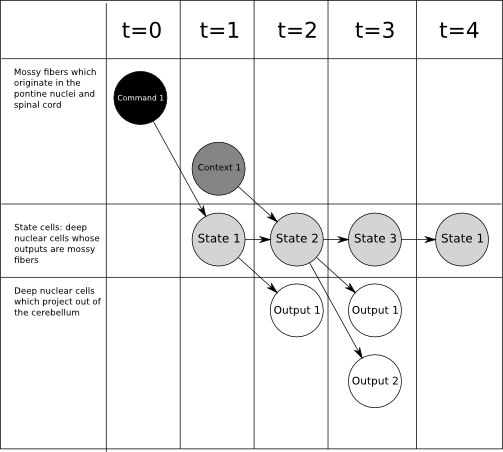 t=0 t=1 t=2 t=3 t=4
Mossy fibers which
originate in the
pontine nuclei and
spinal cord
Command 1
Context 1
State cells: deep
nuclear cells whose
outputs are mossy
fibers
State 1 State 2 State 3 State 1
Deep nuclear cells
which project out of
the cerebellum
Output 1 Output 1
Output 2